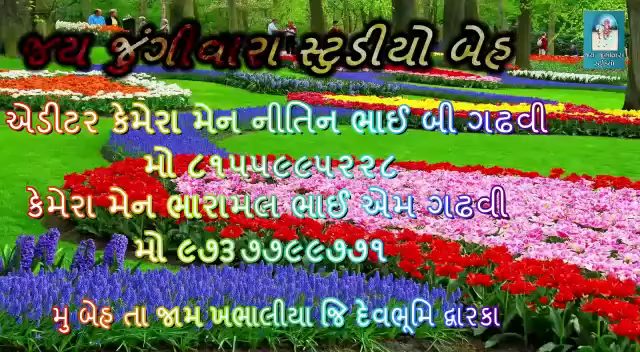 જય જુંગીવારા સ્ટુડીયો બેહ
એડીટર કેમેરા મેન નીતિન ભાઈ બી ગઢવી
મો ૮૧૫૫૯૯૫૨૨૮
કેમેરા મેન ભારામલ ભાઈ એમ ગઢવી
મો ૯૭૩૭૭૯૯૭૭૧
મુ બેહ તા જામ ખભાલીયા જિ દેવભૂમિ દ્વારકા